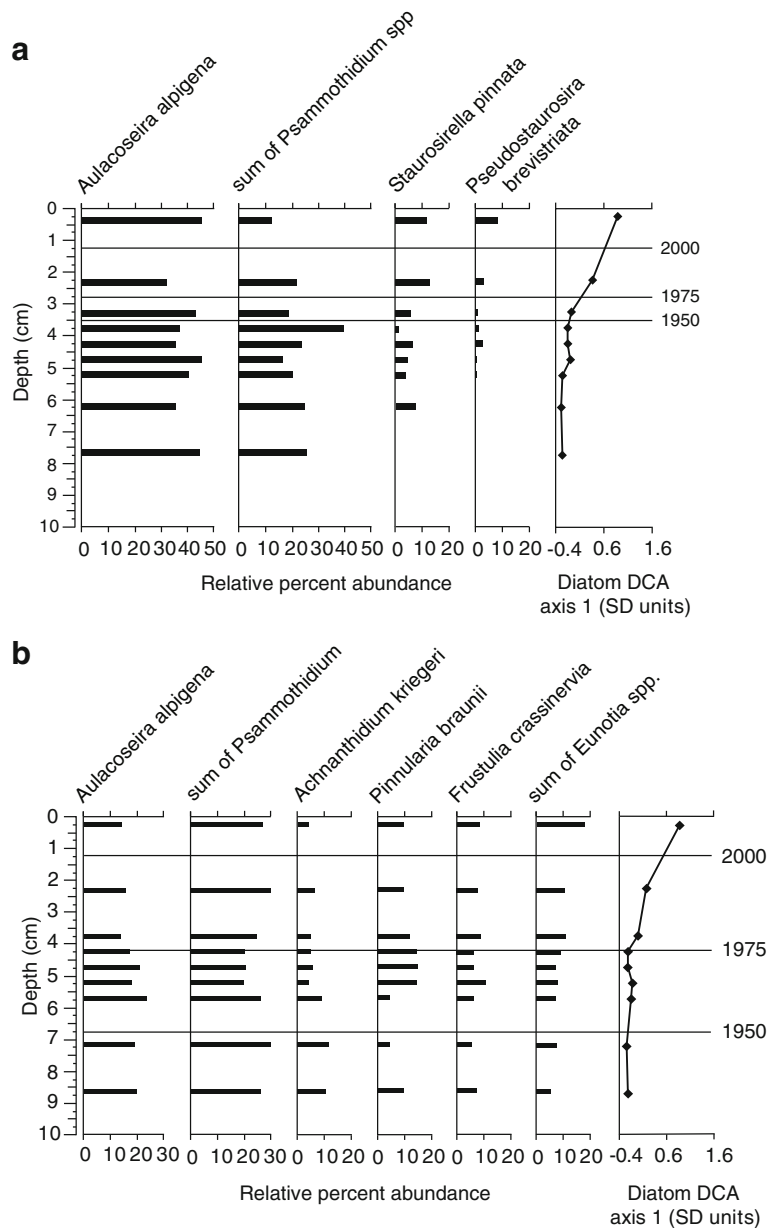 a
Aulacoseira alpigena
sum of Psammothidium spp
Staurosirella pinnata
Pseudostaurosira
brevistriata
0
1
2
3
4
5
6
7
8
9
10
Depth (cm)
2000
1975
1950
0 10 20 30 40 50
0 10 20 30 40 50
0 10 20
0 10 20
-0.4 0.6 1.6
Relative percent abundance
Diatom DCA
axis 1 (SD units)
b
Aulacoseira alpigena
sum of Psammothidium
Achnanthidium kriegeri
Pinnularia braunii
Frustulia crassinervia
sum of Eunotia spp.
0
1
2
3
4
5
6
7
8
9
10
Depth (cm)
2000
1975
1950
0 10 20 30
0 10 20 30
0 10 20
0 10 20
0 10 20
0 10 20
-0.4 0.6 1.6
Relative percent abundance
Diatom DCA
axis 1 (SD units)